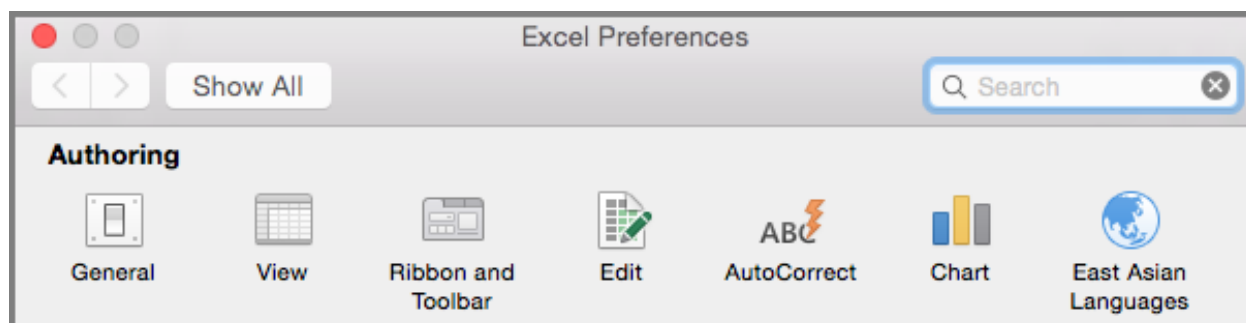 Excel Preferences
Show All
Search
Authoring
ABC
General
View
Ribbon and
Toolbar
Edit
AutoCorrect
Chart
East Asian
Languages